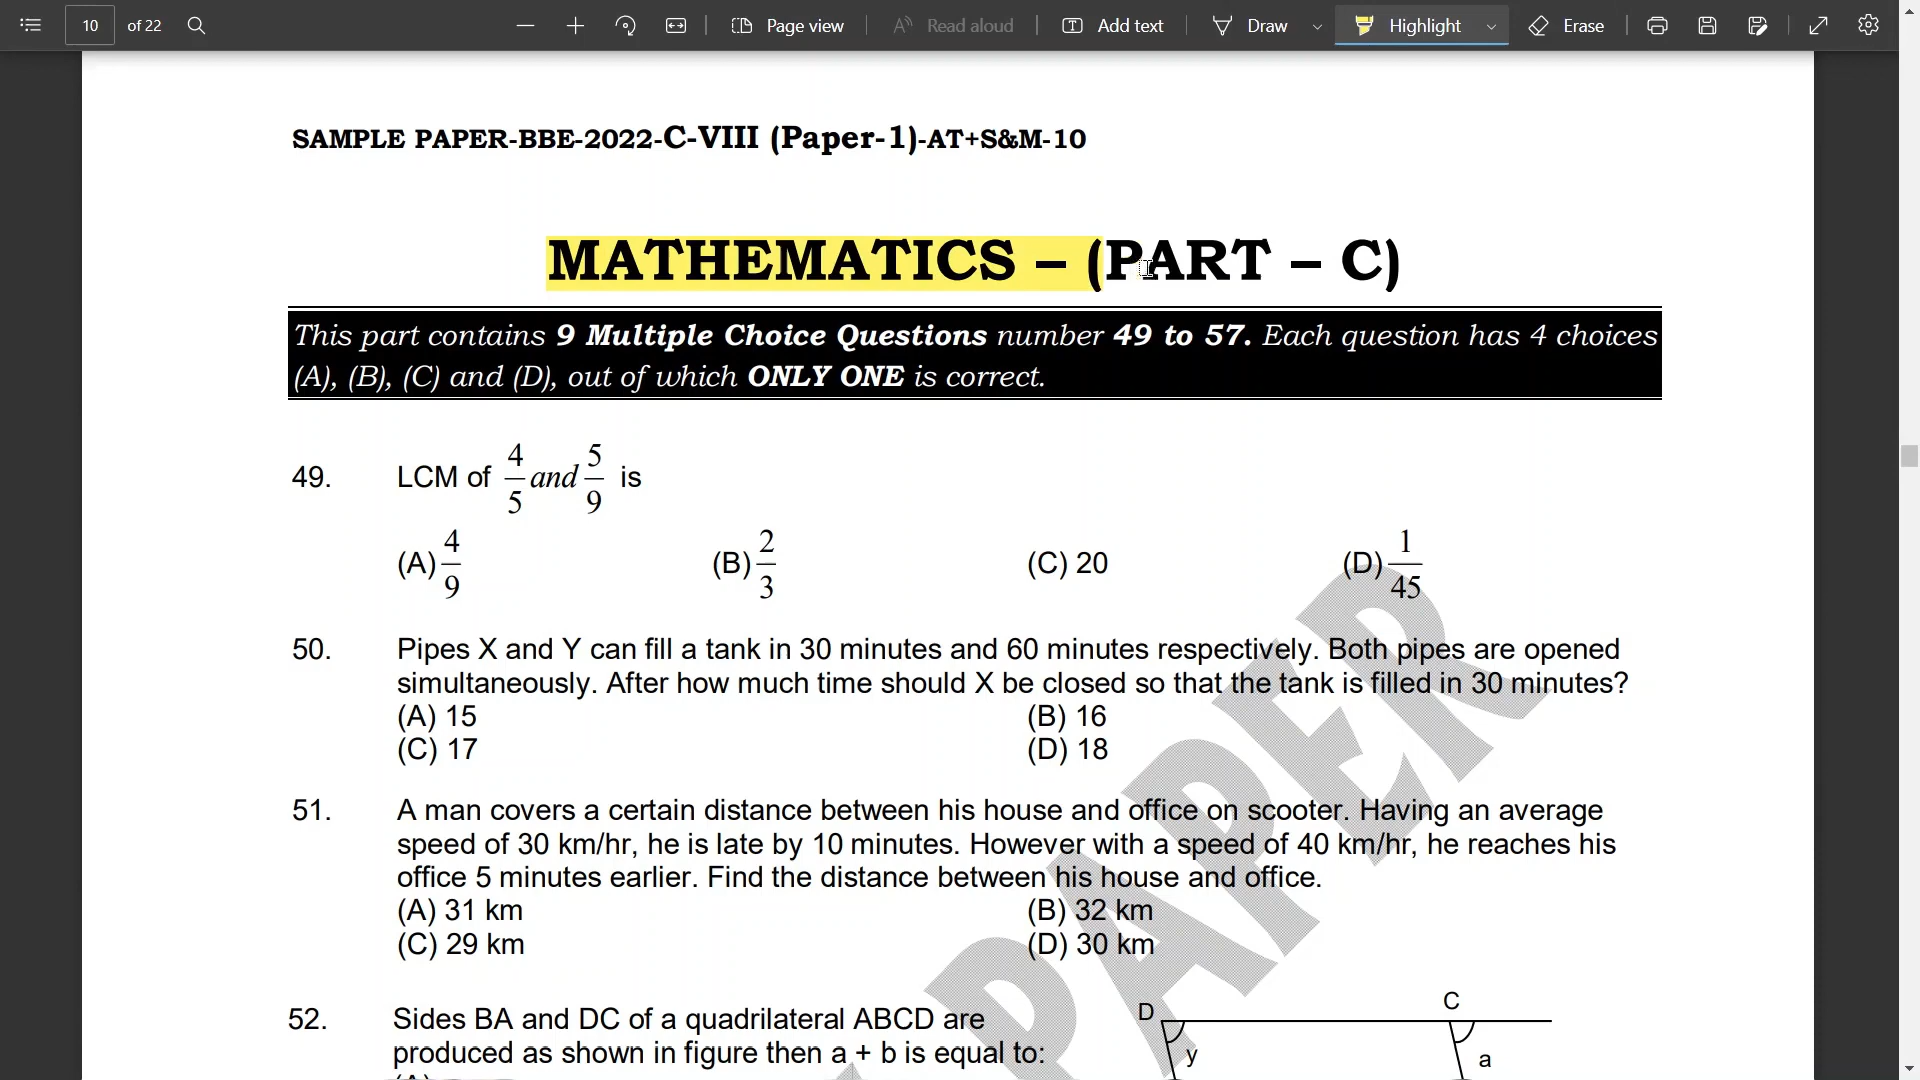 10 of 22 Page view Read aloud Add text Draw Highlight Erase
SAMPLE PAPER-BBE-2022-C-VIII (Paper-1)-AT+S&M-10
MATHEMATICS – (PART – C)
This part contains 9 Multiple Choice Questions number 49 to 57. Each question has 4 choices
(A), (B), (C) and (D), out of which ONLY ONE is correct.
49. LCM of 4/5 and 5/9 is
(A) 4/9 (B) 2/3 (C) 20 (D) 1/45
50. Pipes X and Y can fill a tank in 30 minutes and 60 minutes respectively. Both pipes are opened
simultaneously. After how much time should X be closed so that the tank is filled in 30 minutes?
(A) 15 (B) 16
(C) 17 (D) 18
51. A man covers a certain distance between his house and office on scooter. Having an average
speed of 30 km/hr, he is late by 10 minutes. However with a speed of 40 km/hr, he reaches his
office 5 minutes earlier. Find the distance between his house and office.
(A) 31 km (B) 32 km
(C) 29 km (D) 30 km
52. Sides BA and DC of a quadrilateral ABCD are
produced as shown in figure then a + b is equal to:
D C
y a
PAPER